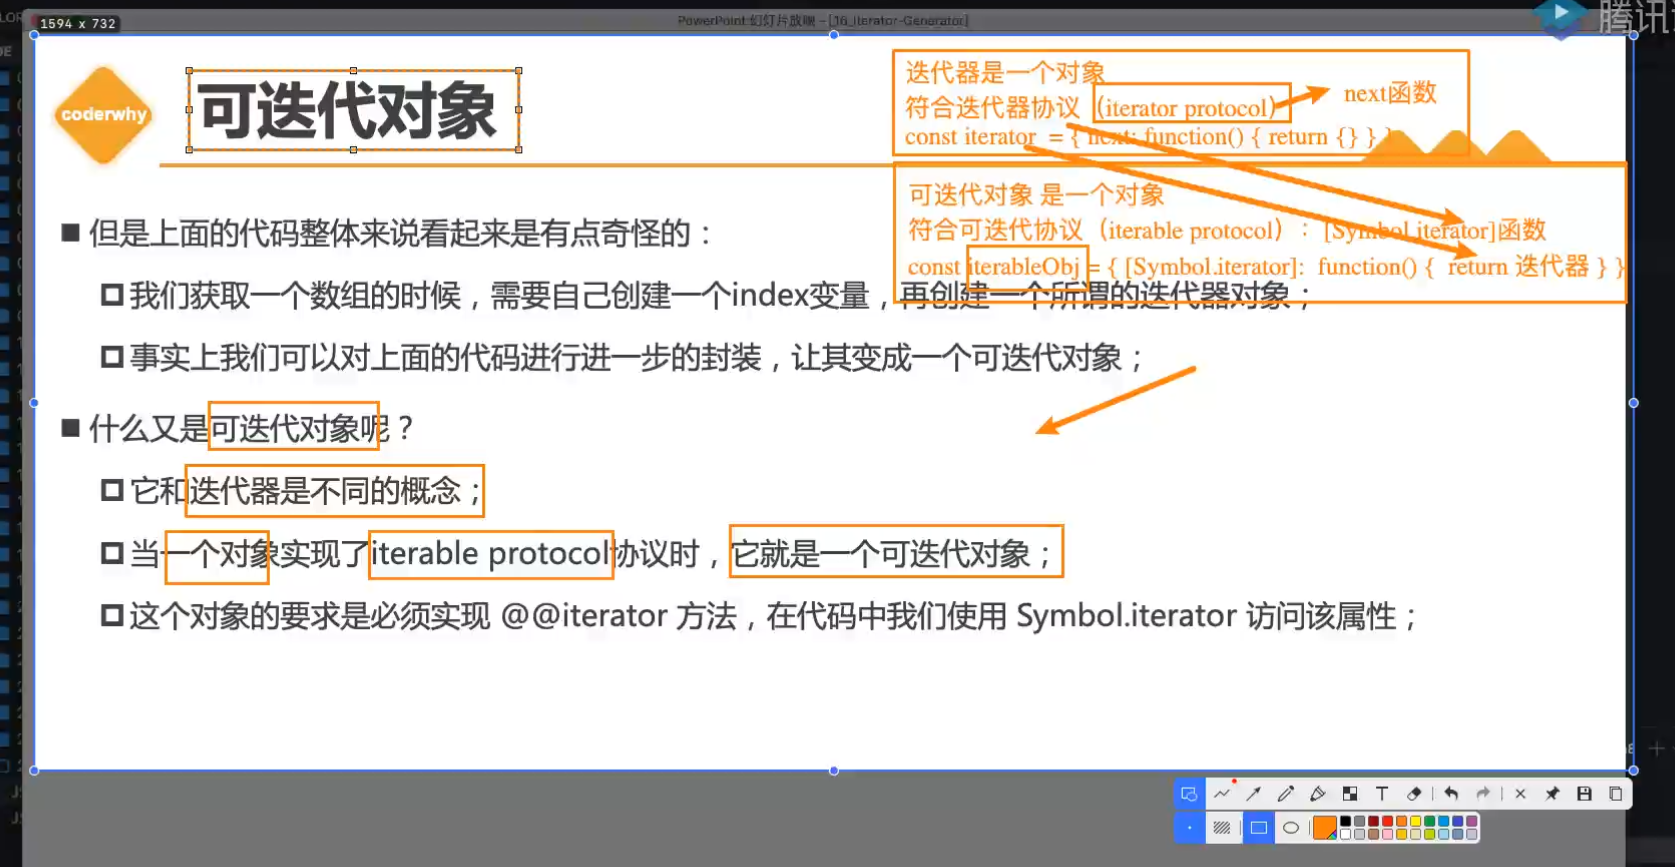 1594 x 732
PowerPoint 幻灯片放映 - [16_Iterator-Generator]
腾讯
coderwhy
可迭代对象
迭代器是一个对象
符合迭代器协议（iterator protocol）
next函数
const iterator = { next: function() { return {} } }
可迭代对象 是一个对象
符合可迭代协议（iterable protocol）：[Symbol.iterator]函数
const iterableObj = { [Symbol.iterator]: function() { return 迭代器 } }
但是上面的代码整体来说看起来是有点奇怪的：
我们获取一个数组的时候，需要自己创建一个index变量，再创建一个所谓的迭代器对象；
事实上我们可以对上面的代码进行进一步的封装，让其变成一个可迭代对象；
什么又是可迭代对象呢？
它和迭代器是不同的概念；
当一个对象实现了iterable protocol协议时，它就是一个可迭代对象；
这个对象的要求是必须实现 @@iterator 方法，在代码中我们使用 Symbol.iterator 访问该属性；